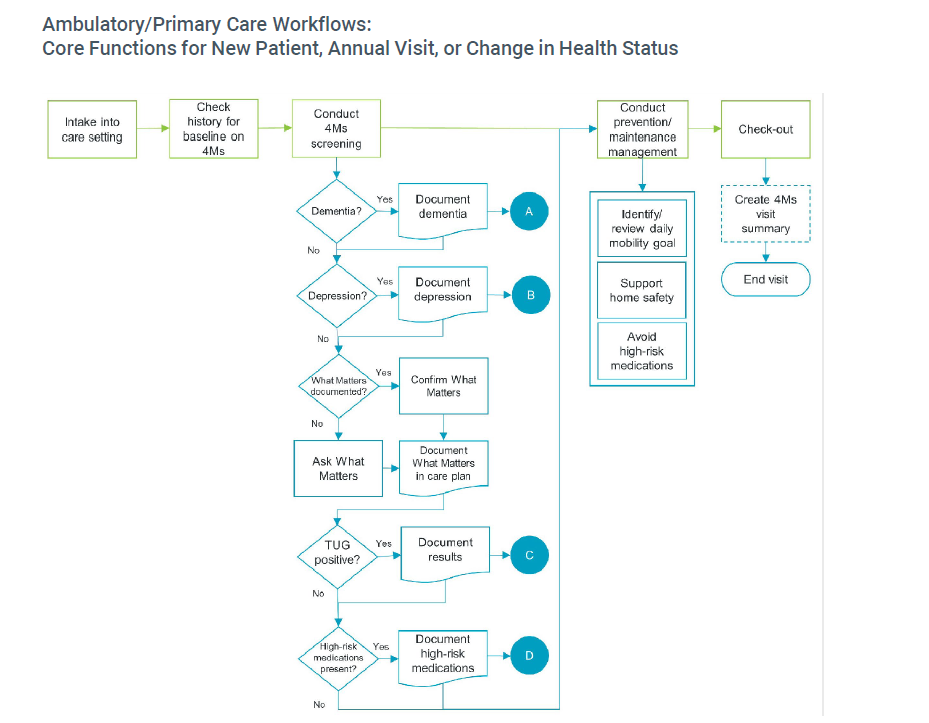 Ambulatory/Primary Care Workflows:
Core Functions for New Patient, Annual Visit, or Change in Health Status
Intake into
care setting
Check
history for
baseline on
4Ms
Conduct
4Ms
screening
Conduct
prevention/
maintenance
management
Check-out
Dementia?
Yes
Document
dementia
A
No
Depression?
Yes
Document
depression
B
No
What Matters
documented?
Yes
Confirm What
Matters
No
Ask What
Matters
Document
What Matters
in care plan
TUG
positive?
Yes
Document
results
C
No
High-risk
medications
present?
Yes
Document
high-risk
medications
D
No
Identify/
review daily
mobility goal
Support
home safety
Avoid
high-risk
medications
Create 4Ms
visit
summary
End visit